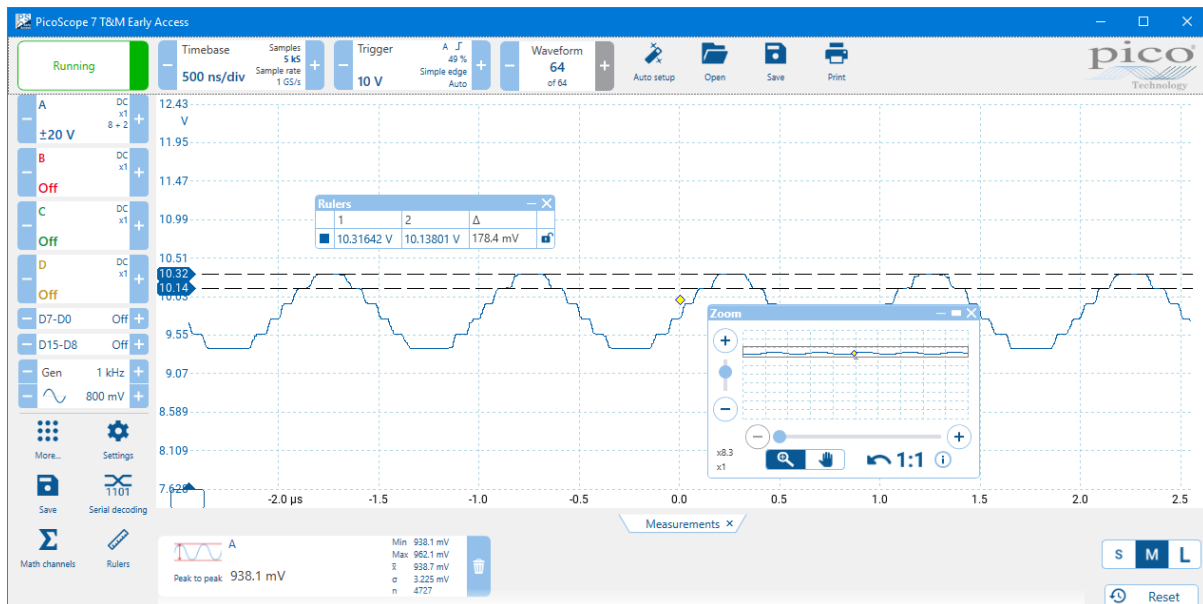 PicoScope 7 T&M Early Access
Running
Timebase
500 ns/div
Samples
5 kS
Sample rate
1 GS/s
Trigger
10 V
A
49 %
Simple edge
Auto
Waveform
64
of 64
Auto setup
Open
Save
Print
pico
Technology
A
±20 V
DC
x1
8 + 2
B
Off
DC
x1
C
Off
DC
x1
D
Off
DC
x1
D7-D0 Off
D15-D8 Off
Gen 1 kHz
800 mV
More...
Settings
Save
1101
Serial decoding
Math channels
Rulers
12.43
V
11.95
11.47
10.99
10.51
10.32
10.14
10.03
9.55
9.07
8.589
8.109
7.628
-2.0 µs
-1.5
-1.0
-0.5
0.0
0.5
1.0
1.5
2.0
2.5
Rulers
1 2 Δ
10.31642 V 10.13801 V 178.4 mV
Zoom
x8.3
x1
1:1
Measurements
A
Peak to peak 938.1 mV
Min 938.1 mV
Max 962.1 mV
x̄ 938.7 mV
σ 3.225 mV
n 4727
S M L
Reset